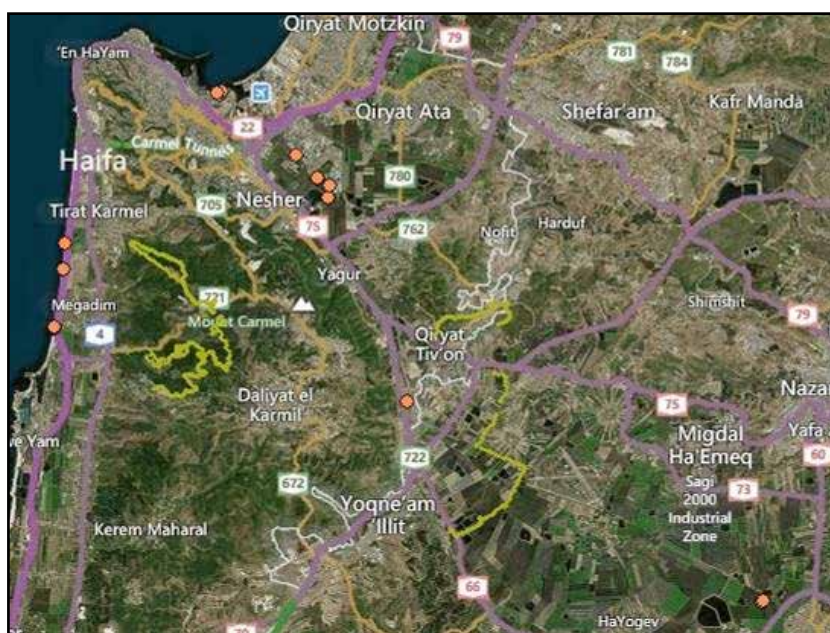 Qiryat Motzkin
'En HaYam
79
781
784
Kafr Manda
Qiryat Ata
Shefar'am
22
Carmel Tunnels
Haifa
780
705
Nesher
Tirat Karmel
75
762
Nofit
Harduf
Yagur
Megadim
721
Shimshit
Mount Carmel
4
79
Qiryat
Tiv'on
Daliyat el
Karmil
75
Nazar
Migdal
Ha'Emeq
Yafa
we Yam
722
60
672
Sagi
2000
73
Yoqne'am
'Illit
Industrial
Zone
Kerem Maharal
66
HaYogev
70